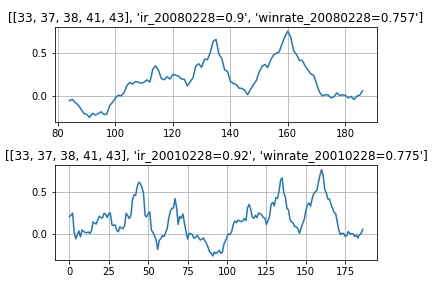 [[33, 37, 38, 41, 43], 'ir_20080228=0.9', 'winrate_20080228=0.757']
0.5
0.0
80 100 120 140 160 180
[[33, 37, 38, 41, 43], 'ir_20010228=0.92', 'winrate_20010228=0.775']
0.5
0.0
0 25 50 75 100 125 150 175